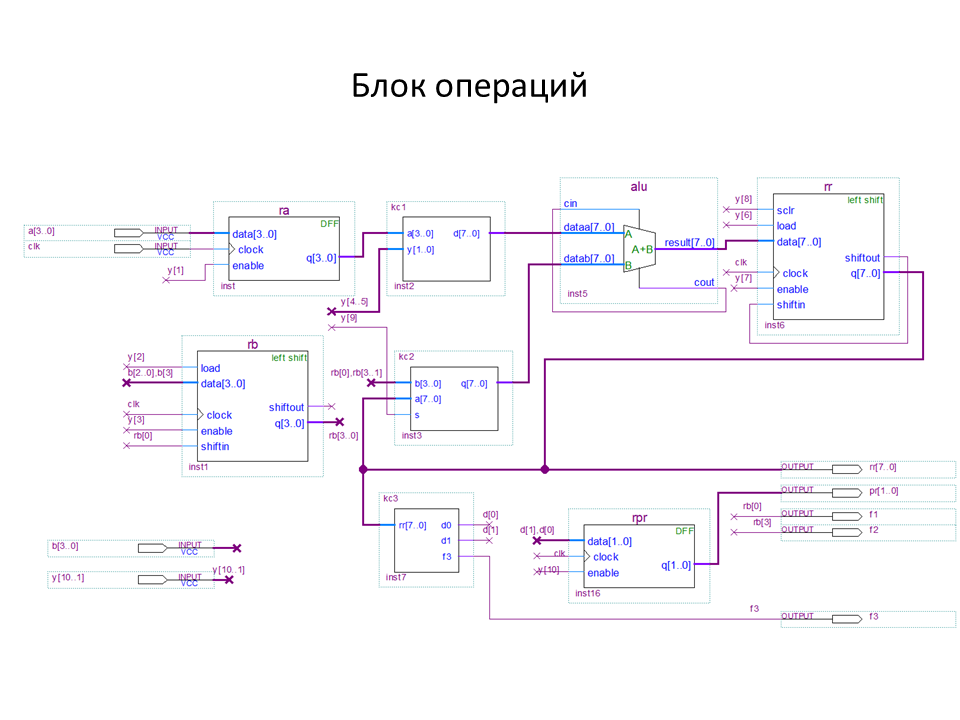 Блок операций
ra
DFF
a[3..0]
INPUT
VCC
data[3..0]
clk
INPUT
VCC
clock
q[3..0]
y[1]
enable
inst
kc1
a[3..0]
d[7..0]
y[1..0]
inst2
y[4..5]
y[9]
alu
cin
dataa[7..0]
A
A+B
result[7..0]
datab[7..0]
B
cout
inst5
rr
left shift
y[8]
sclr
y[6]
load
data[7..0]
shiftout
clk
clock
q[7..0]
y[7]
enable
shiftin
inst6
rb
left shift
y[2]
load
b[2..0],b[3]
data[3..0]
clk
clock
shiftout
y[3]
enable
q[3..0]
rb[0]
shiftin
rb[3..0]
inst1
kc2
rb[0],rb[3..1]
b[3..0]
q[7..0]
a[7..0]
s
inst3
OUTPUT
rr[7..0]
OUTPUT
pr[1..0]
rb[0]
OUTPUT
f1
rb[3]
OUTPUT
f2
kc3
rr[7..0]
d0
d[0]
d1
d[1]
f3
inst7
rpr
DFF
d[1],d[0]
data[1..0]
clk
clock
q[1..0]
y[10]
enable
inst16
b[3..0]
INPUT
VCC
y[10..1]
INPUT
VCC
y[10..1]
f3
OUTPUT
f3